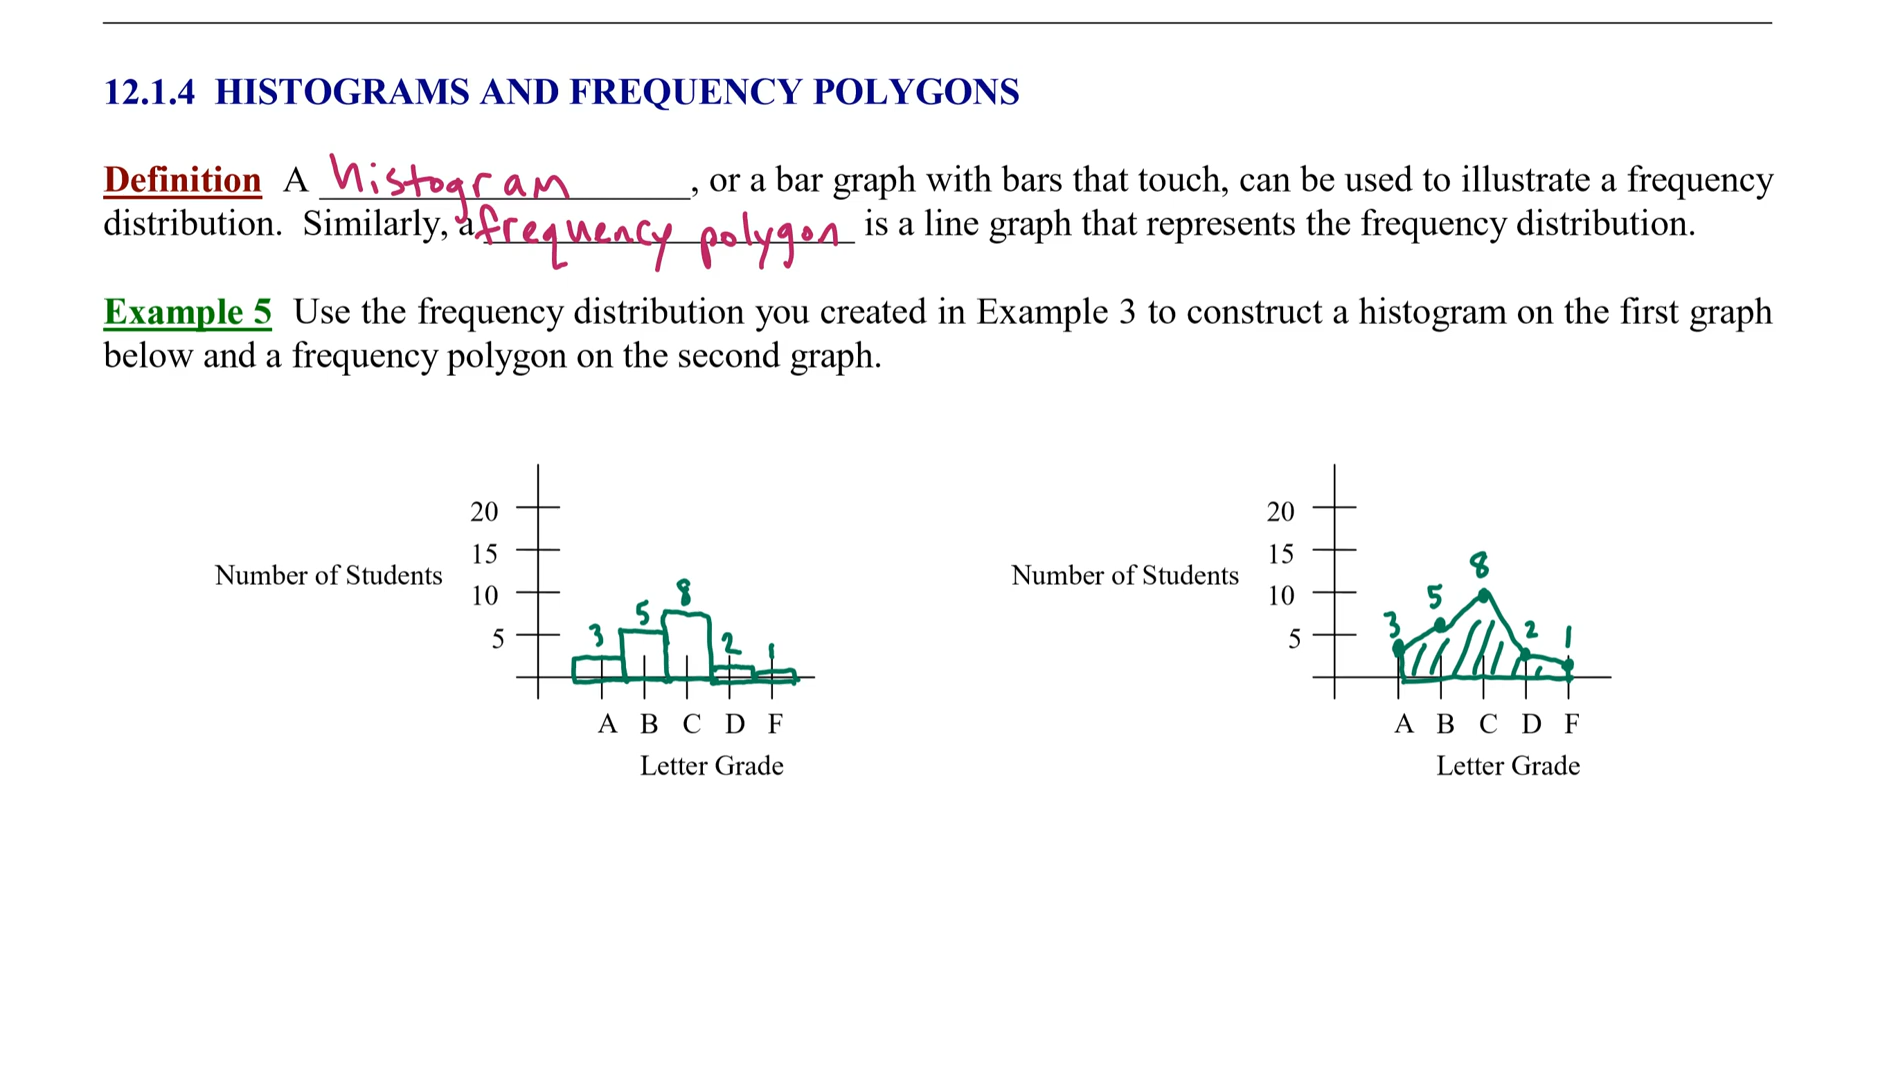 12.1.4 HISTOGRAMS AND FREQUENCY POLYGONS
Definition A histogram, or a bar graph with bars that touch, can be used to illustrate a frequency
distribution. Similarly, a frequency polygon is a line graph that represents the frequency distribution.
Example 5 Use the frequency distribution you created in Example 3 to construct a histogram on the first graph
below and a frequency polygon on the second graph.
20
15
Number of Students
10
5
3
5
8
2
1
A B C D F
Letter Grade
20
15
Number of Students
10
5
3
5
8
2
1
A B C D F
Letter Grade